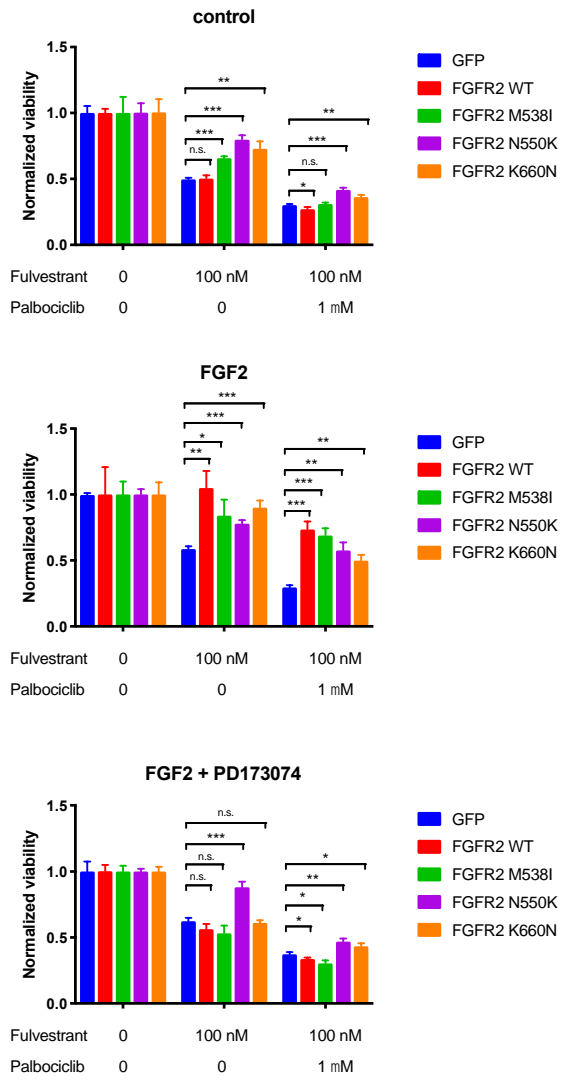 control
1.5
1.0
0.5
0.0
Normalized viability
**
***
***
n.s.
**
***
n.s.
*
GFP
FGFR2 WT
FGFR2 M538I
FGFR2 N550K
FGFR2 K660N
Fulvestrant 0 100 nM 100 nM
Palbociclib 0 0 1 mM
FGF2
1.5
1.0
0.5
0.0
Normalized viability
***
***
*
**
**
**
***
***
GFP
FGFR2 WT
FGFR2 M538I
FGFR2 N550K
FGFR2 K660N
Fulvestrant 0 100 nM 100 nM
Palbociclib 0 0 1 mM
FGF2 + PD173074
1.5
1.0
0.5
0.0
Normalized viability
n.s.
***
n.s.
n.s.
*
**
*
*
GFP
FGFR2 WT
FGFR2 M538I
FGFR2 N550K
FGFR2 K660N
Fulvestrant 0 100 nM 100 nM
Palbociclib 0 0 1 mM